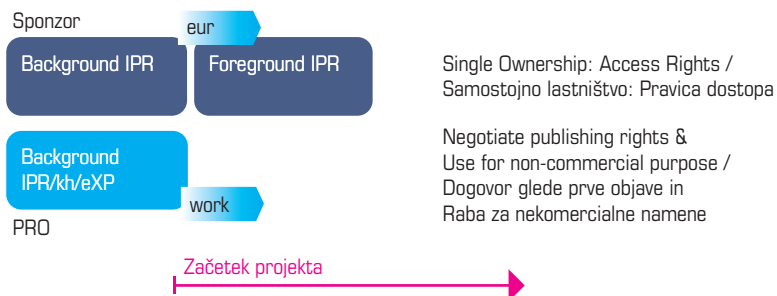 Sponzor
eur
Background IPR
Foreground IPR
Background
IPR/kh/eXP
work
PRO
Začetek projekta
Single Ownership: Access Rights /
Samostojno lastništvo: Pravica dostopa
Negotiate publishing rights &
Use for non-commercial purpose /
Dogovor glede prve objave in
Raba za nekomercialne namene